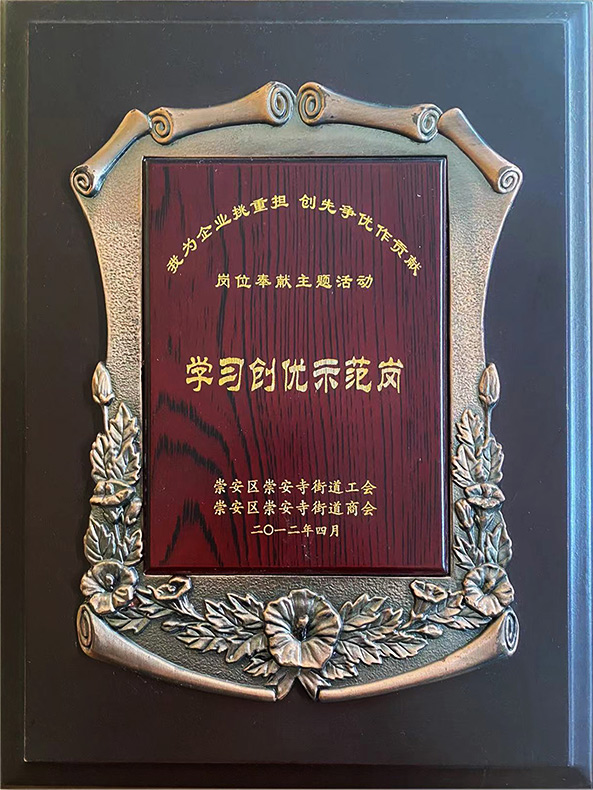 我为企业挑重担 创先争优作贡献
岗位奉献主题活动
学习创优示范岗
崇安区崇安寺街道工会
崇安区崇安寺街道商会
二〇一二年四月